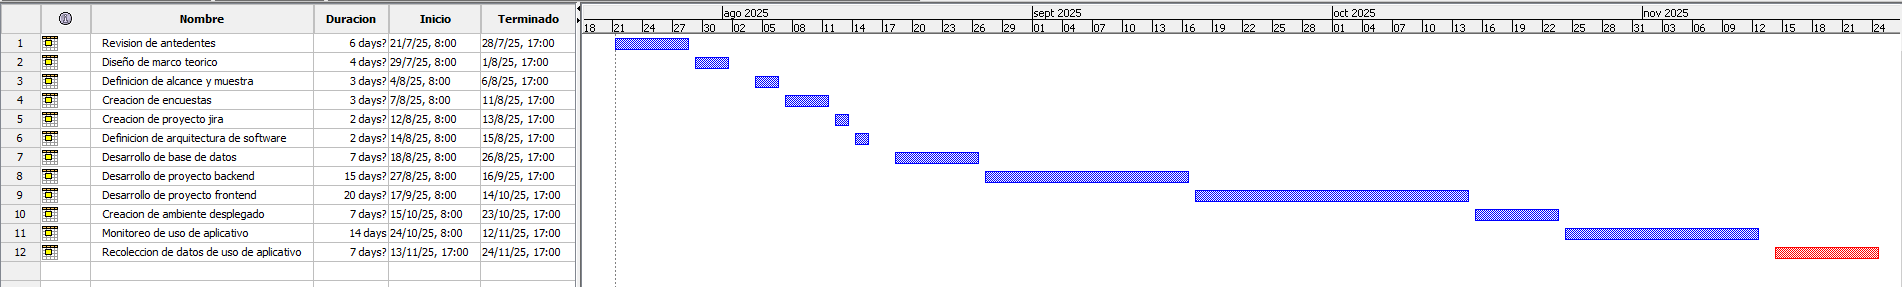 Nombre Duracion Inicio Terminado
ago 2025 sept 2025 oct 2025 nov 2025
18 21 24 27 30 02 05 08 11 14 17 20 23 26 29 01 04 07 10 13 16 19 22 25 28 01 04 07 10 13 16 19 22 25 28 31 03 06 09 12 15 18 21 24
1 Revision de antedentes 6 days? 21/7/25, 8:00 28/7/25, 17:00
2 Diseño de marco teorico 4 days? 29/7/25, 8:00 1/8/25, 17:00
3 Definicion de alcance y muestra 3 days? 4/8/25, 8:00 6/8/25, 17:00
4 Creacion de encuestas 3 days? 7/8/25, 8:00 11/8/25, 17:00
5 Creacion de proyecto jira 2 days? 12/8/25, 8:00 13/8/25, 17:00
6 Definicion de arquitectura de software 2 days? 14/8/25, 8:00 15/8/25, 17:00
7 Desarrollo de base de datos 7 days? 18/8/25, 8:00 26/8/25, 17:00
8 Desarrollo de proyecto backend 15 days? 27/8/25, 8:00 16/9/25, 17:00
9 Desarrollo de proyecto frontend 20 days? 17/9/25, 8:00 14/10/25, 17:00
10 Creacion de ambiente desplegado 7 days? 15/10/25, 8:00 23/10/25, 17:00
11 Monitoreo de uso de aplicativo 14 days 24/10/25, 8:00 12/11/25, 17:00
12 Recoleccion de datos de uso de aplicativo 7 days? 13/11/25, 17:00 24/11/25, 17:00